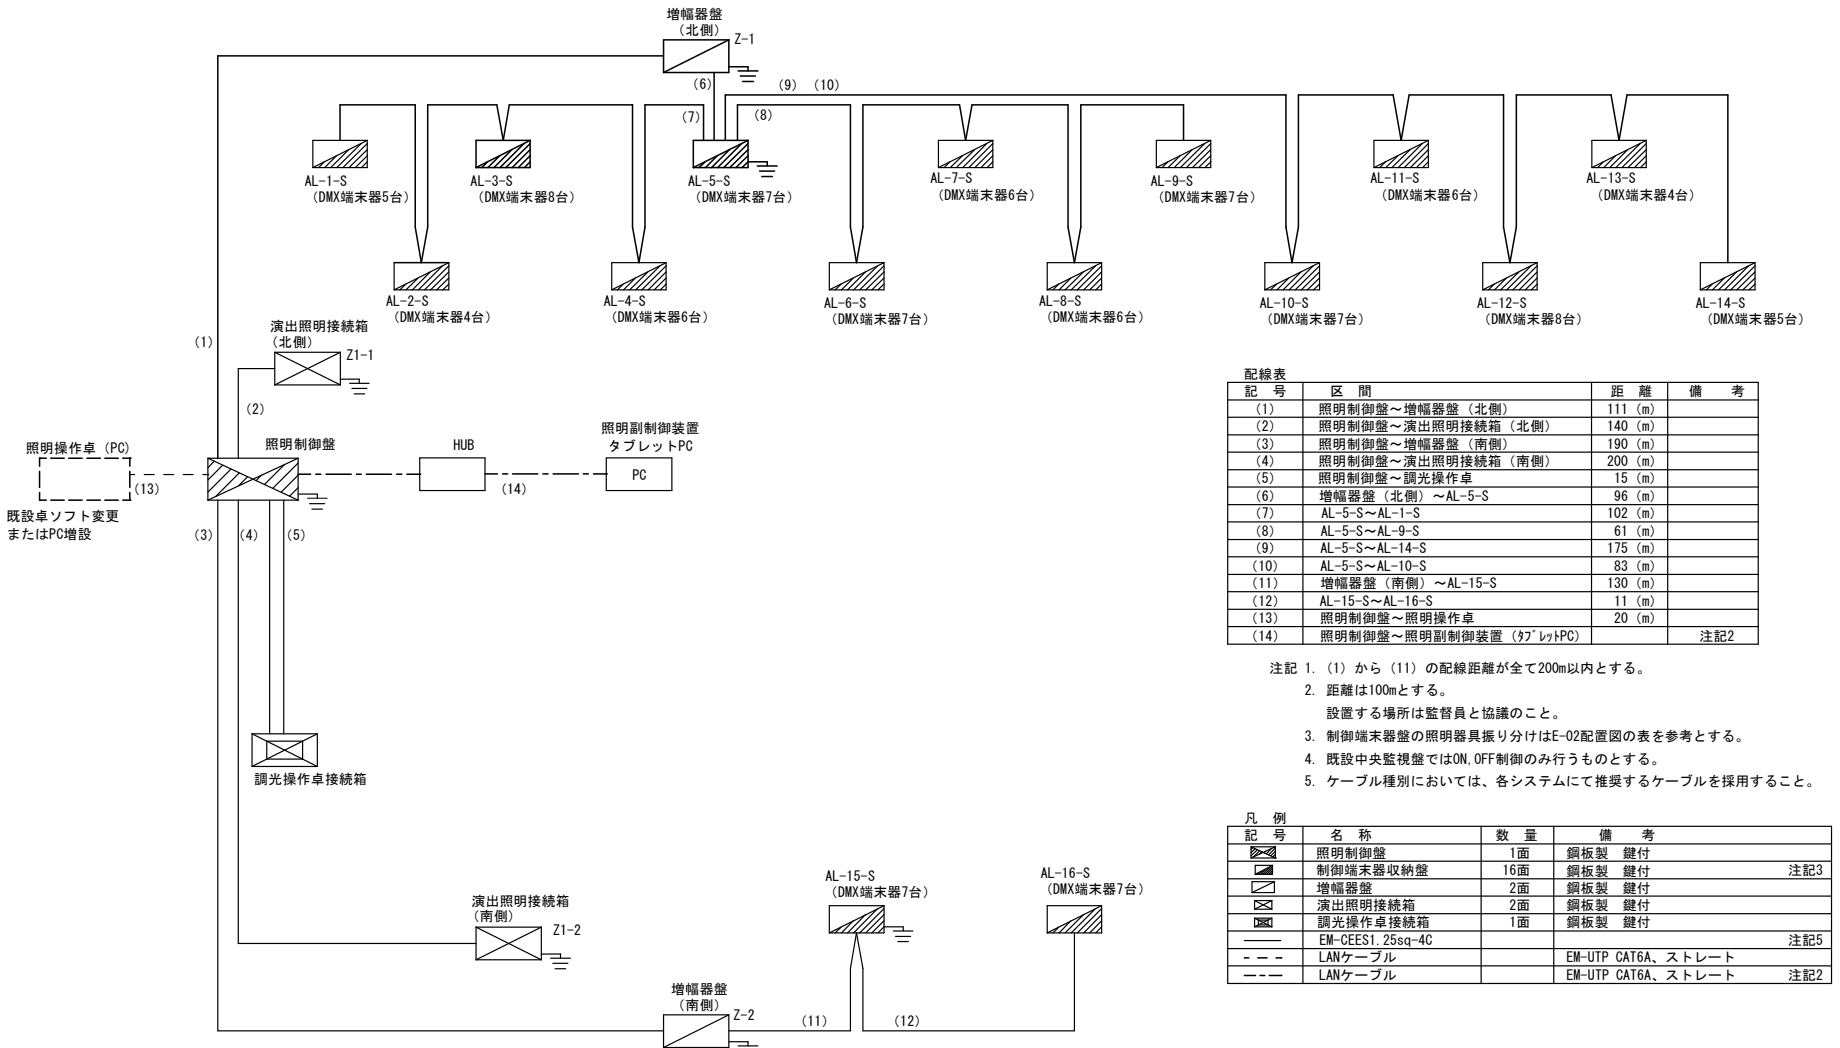 増幅器盤
（北側）
Z-1
(6)
(9) (10)
(7)
(8)
AL-1-S
（DMX端末器5台）
AL-3-S
（DMX端末器8台）
AL-5-S
（DMX端末器7台）
AL-7-S
（DMX端末器6台）
AL-9-S
（DMX端末器7台）
AL-11-S
（DMX端末器6台）
AL-13-S
（DMX端末器4台）
AL-2-S
（DMX端末器4台）
AL-4-S
（DMX端末器6台）
AL-6-S
（DMX端末器7台）
AL-8-S
（DMX端末器6台）
AL-10-S
（DMX端末器7台）
AL-12-S
（DMX端末器8台）
AL-14-S
（DMX端末器5台）
(1)
演出照明接続箱
（北側）
Z1-1
(2)
照明操作卓（PC）
(13)
既設卓ソフト変更
またはPC増設
照明制御盤
HUB
(14)
照明副制御装置
タブレットPC
PC
(3)
(4)
(5)
調光操作卓接続箱
演出照明接続箱
（南側）
Z1-2
増幅器盤
（南側）
Z-2
(11)
(12)
AL-15-S
（DMX端末器7台）
AL-16-S
（DMX端末器7台）
配線表
記 号 区 間 距 離 備 考
(1) 照明制御盤～増幅器盤（北側） 111 (m)
(2) 照明制御盤～演出照明接続箱（北側） 140 (m)
(3) 照明制御盤～増幅器盤（南側） 190 (m)
(4) 照明制御盤～演出照明接続箱（南側） 200 (m)
(5) 照明制御盤～調光操作卓 15 (m)
(6) 増幅器盤（北側）～AL-5-S 96 (m)
(7) AL-5-S～AL-1-S 102 (m)
(8) AL-5-S～AL-9-S 61 (m)
(9) AL-5-S～AL-14-S 175 (m)
(10) AL-5-S～AL-10-S 83 (m)
(11) 増幅器盤（南側）～AL-15-S 130 (m)
(12) AL-15-S～AL-16-S 11 (m)
(13) 照明制御盤～照明操作卓 20 (m)
(14) 照明制御盤～照明副制御装置（ﾀﾌﾞﾚｯﾄPC） 注記2
注記 1. (1) から (11) の配線距離が全て200m以内とする。
2. 距離は100mとする。
設置する場所は監督員と協議のこと。
3. 制御端末器盤の照明器具振り分けはE-02配置図の表を参考とする。
4. 既設中央監視盤ではON,OFF制御のみ行うものとする。
5. ケーブル種別においては、各システムにて推奨するケーブルを採用すること。
凡 例
記 号 名 称 数 量 備 考
照明制御盤 1面 鋼板製 鍵付
制御端末器収納盤 16面 鋼板製 鍵付 注記3
増幅器盤 2面 鋼板製 鍵付
演出照明接続箱 2面 鋼板製 鍵付
調光操作卓接続箱 1面 鋼板製 鍵付
EM-CEES1.25sq-4C 注記5
LANケーブル EM-UTP CAT6A、ストレート
LANケーブル EM-UTP CAT6A、ストレート 注記2